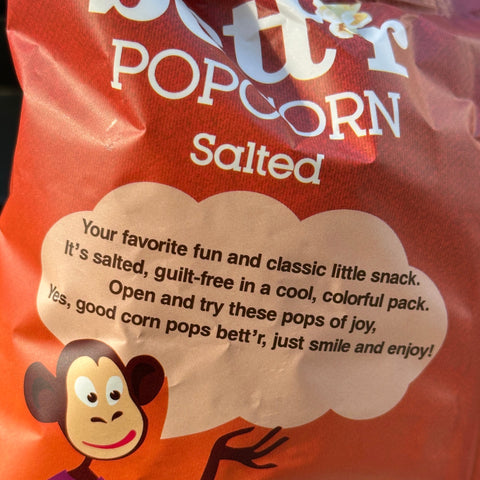 bett'r
POPCORN
Salted
Your favorite fun and classic little snack.
It's salted, guilt-free in a cool, colorful pack.
Open and try these pops of joy,
Yes, good corn pops bett'r, just smile and enjoy!